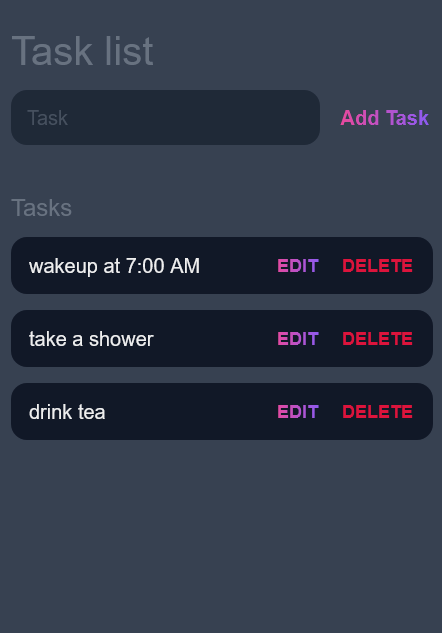 Task list
Task Add Task
Tasks
wakeup at 7:00 AM EDIT DELETE
take a shower EDIT DELETE
drink tea EDIT DELETE